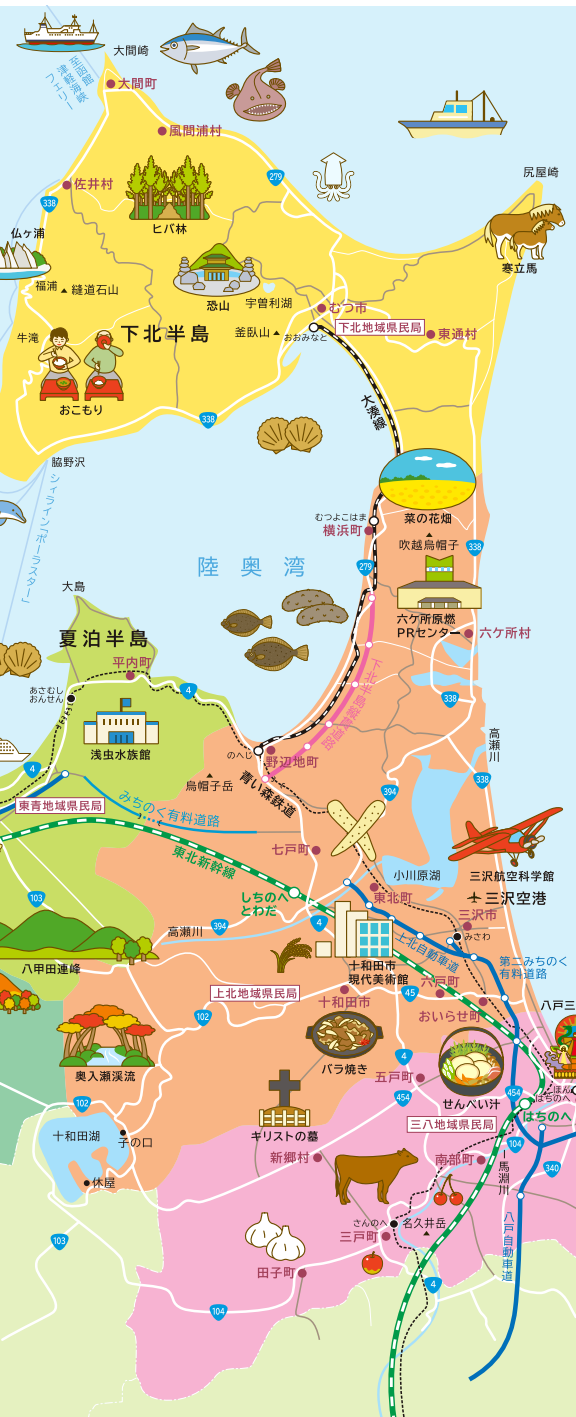 大間崎
至函館
津軽海峡
フェリー
大間町
風間浦村
279
尻屋崎
佐井村
338
ヒバ林
仏ヶ浦
寒立馬
福浦
縫道石山
恐山
宇曽利湖
むつ市
下北半島
釜臥山
おおみなと
下北地域県民局
東通村
牛滝
おこもり
大湊線
338
脇野沢
シィライン「ポーラスター」
菜の花畑
むつよこはま
横浜町
吹越烏帽子
338
陸奥湾
279
大島
六ケ所原燃
PRセンター
六ケ所村
夏泊半島
平内町
下北半島縦貫道路
あさむし
おんせん
4
338
浅虫水族館
高瀬川
のへじ
野辺地町
4
烏帽子岳
青い森鉄道
338
394
東青地域県民局
みちのく有料道路
東北新幹線
七戸町
小川原湖
三沢航空科学館
東北町
三沢空港
103
しちのへ
とわだ
三沢市
394
4
高瀬川
みさわ
上北自動車道
第二みちのく
有料道路
八甲田連峰
十和田市
現代美術館
六戸町
上北地域県民局
十和田市
45
おいらせ町
八戸三
102
奥入瀬渓流
バラ焼き
4
五戸町
せんべい汁
454
454
ほん
はちのへ
102
はちのへ
三八地域県民局
十和田湖
子の口
キリストの墓
104
新郷村
南部町
馬淵川
340
休屋
さんのへ
名久井岳
三戸町
八戸自動車道
103
田子町
4
104